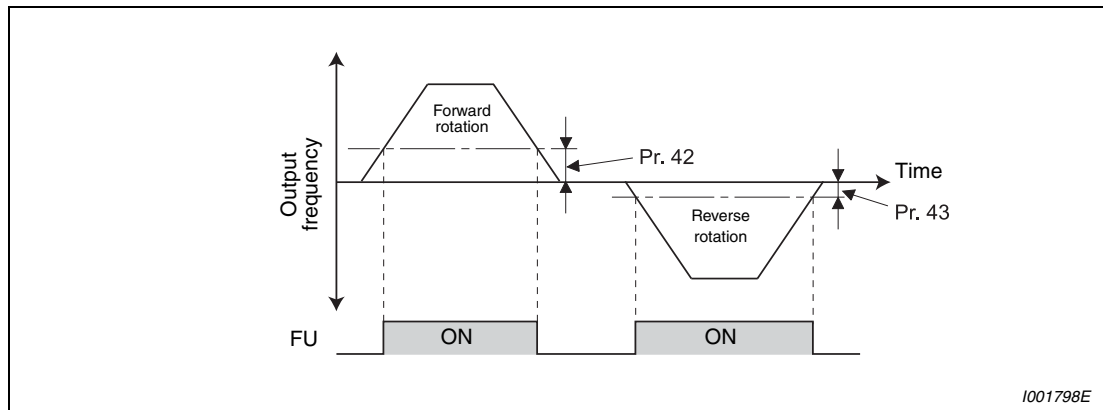 Forward
rotation
Pr. 42
Output
frequency
Time
Pr. 43
Reverse
rotation
FU
ON
ON
I001798E